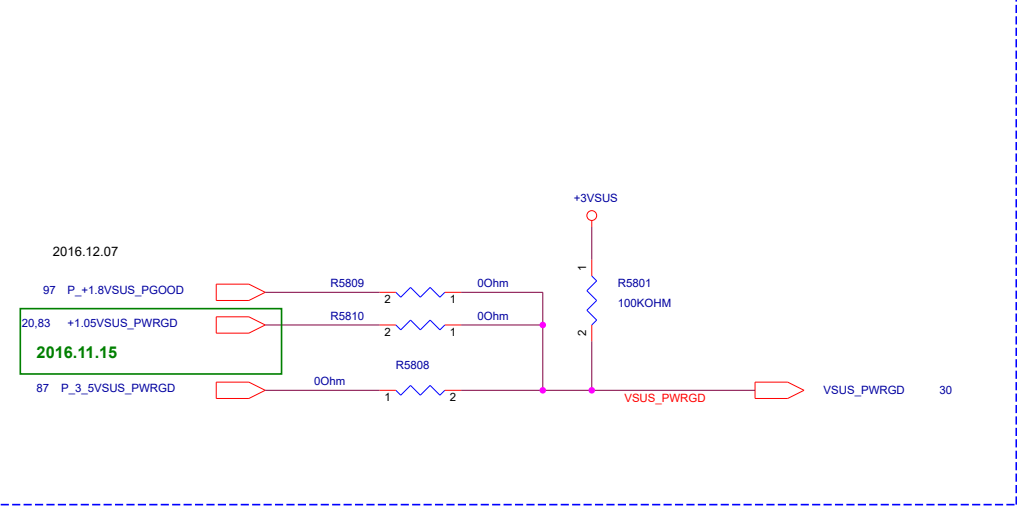 +3VSUS
2016.12.07
1
R5801
100KOHM
2
97 P_+1.8VSUS_PGOOD
R5809
0Ohm
2 1
20,83 +1.05VSUS_PWRGD
R5810
0Ohm
2 1
2016.11.15
87 P_3_5VSUS_PWRGD
0Ohm
R5808
1 2
VSUS_PWRGD
VSUS_PWRGD 30